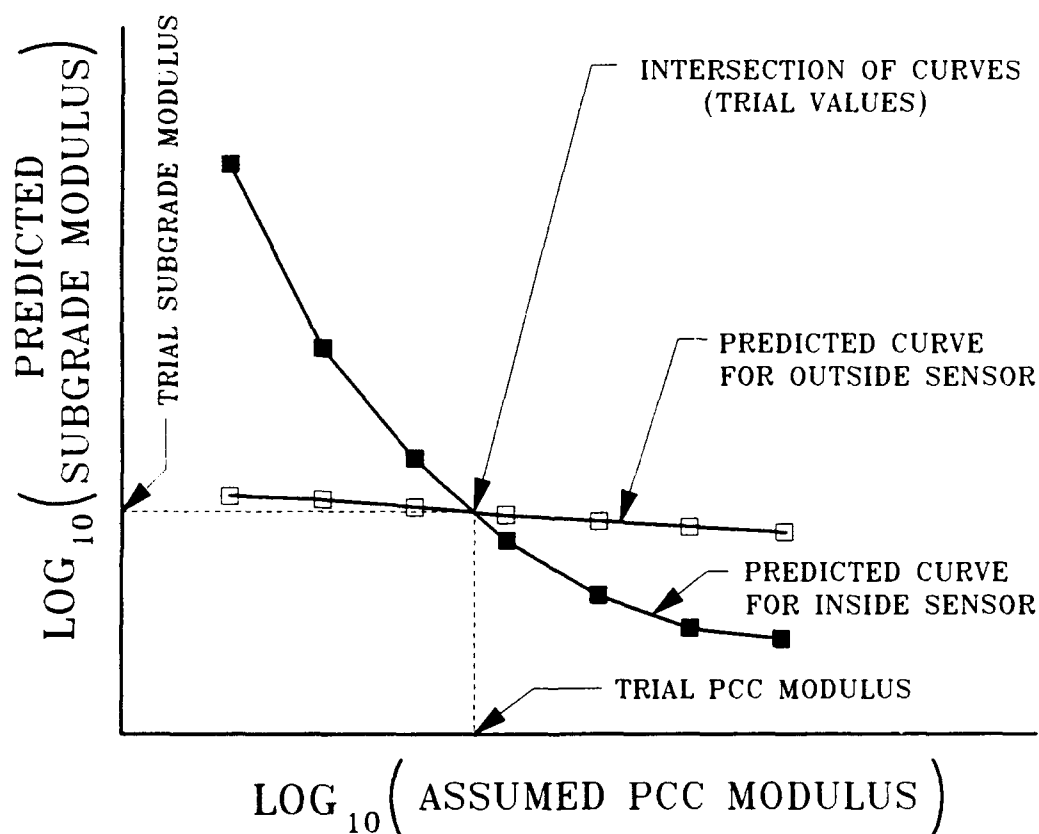 PREDICTED
LOG10(SUBGRADE MODULUS)
TRIAL SUBGRADE MODULUS
INTERSECTION OF CURVES
(TRIAL VALUES)
PREDICTED CURVE
FOR OUTSIDE SENSOR
PREDICTED CURVE
FOR INSIDE SENSOR
TRIAL PCC MODULUS
LOG10(ASSUMED PCC MODULUS)